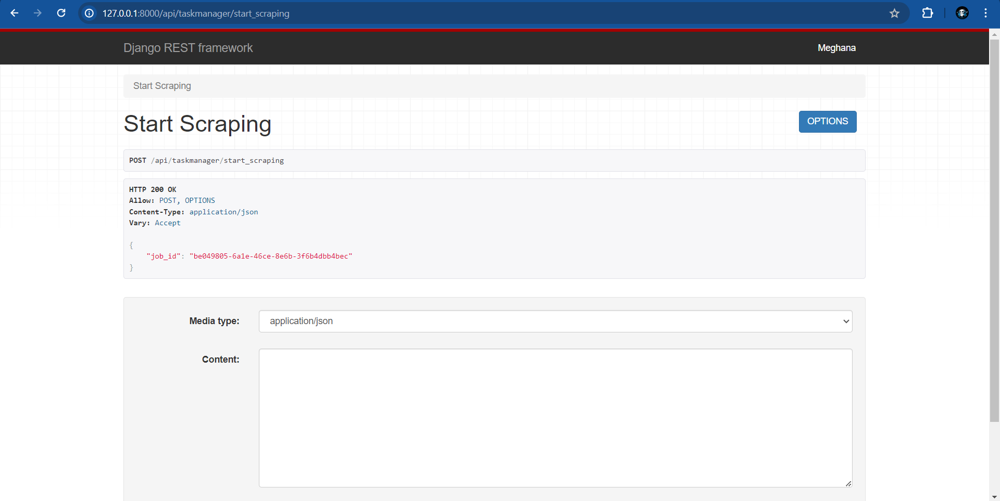 127.0.0.1:8000/api/taskmanager/start_scraping
Django REST framework
Meghana
Start Scraping
Start Scraping
OPTIONS
POST /api/taskmanager/start_scraping
HTTP 200 OK
Allow: POST, OPTIONS
Content-Type: application/json
Vary: Accept
{
"job_id": "be049805-6a1e-46ce-8e6b-3f6b4dbb4bec"
}
Media type:
application/json
Content: